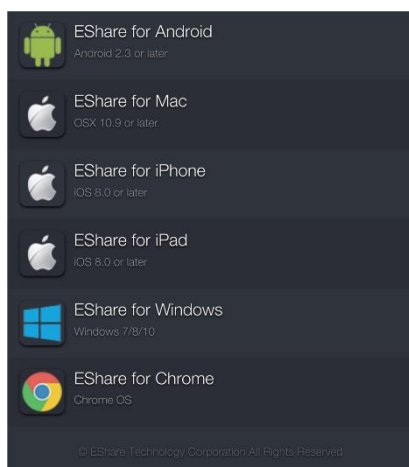 EShare for Android
Android 2.3 or later
EShare for Mac
OSX 10.9 or later
EShare for iPhone
iOS 8.0 or later
EShare for iPad
iOS 8.0 or later
EShare for Windows
Windows 7/8/10
EShare for Chrome
Chrome OS
© EShare Technology Corporation All Rights Reserved